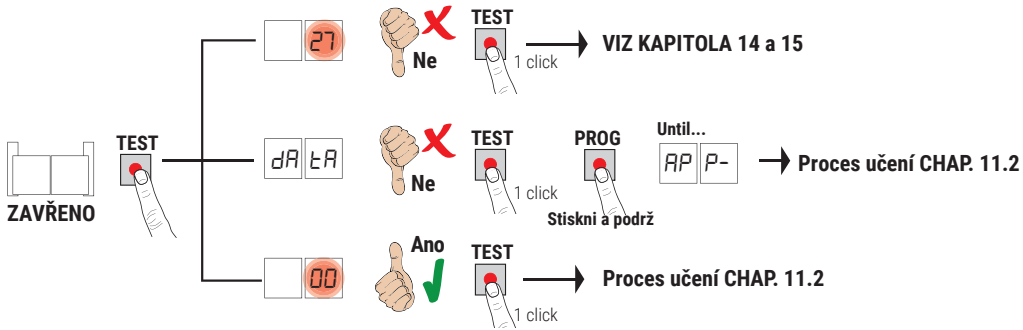 27
Ne
TEST
1 click
VIZ KAPITOLA 14 a 15
ZAVŘENO
TEST
dA tA
Ne
TEST
1 click
PROG
Stiskni a podrž
Until...
AP P-
Proces učení CHAP. 11.2
00
Ano
TEST
1 click
Proces učení CHAP. 11.2